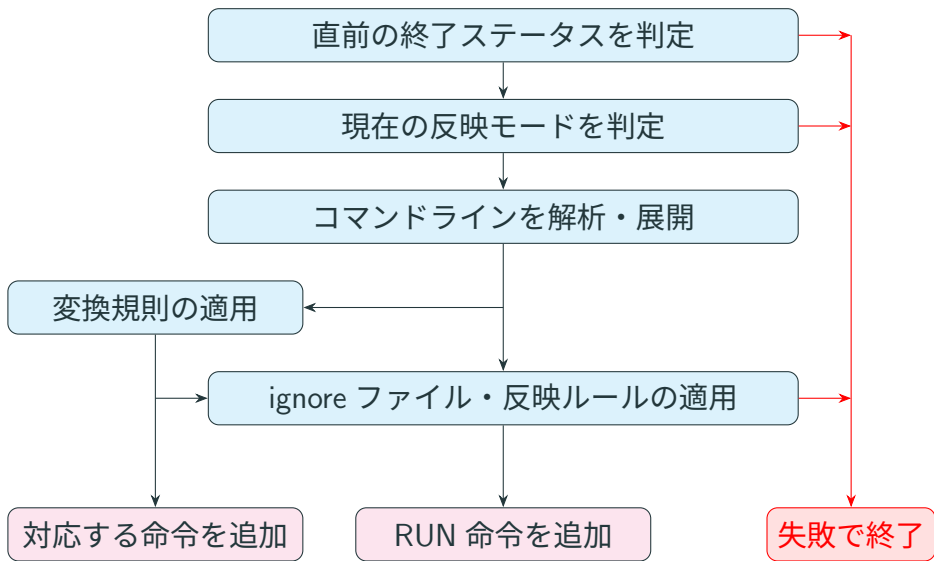 直前の終了ステータスを判定
現在の反映モードを判定
コマンドラインを解析・展開
変換規則の適用
ignore ファイル・反映ルールの適用
対応する命令を追加
RUN 命令を追加
失敗で終了